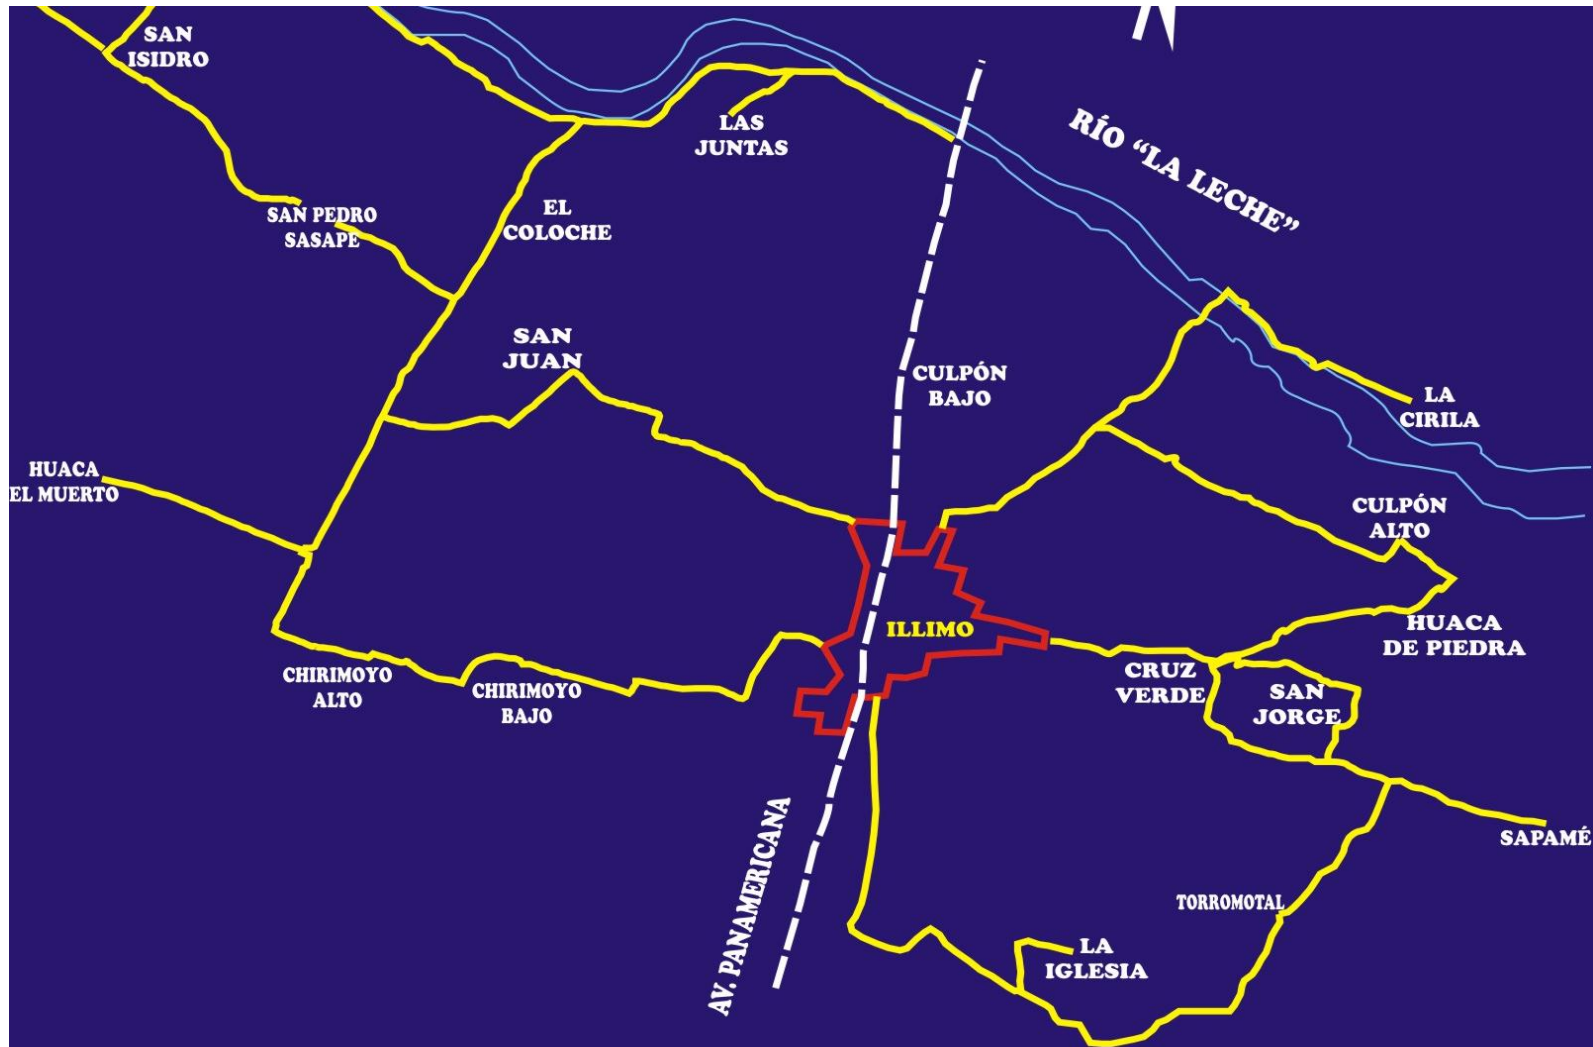 SAN
ISIDRO
LAS
JUNTAS
RÍO “LA LECHE”
SAN PEDRO
SASAPE
EL
COLOCHE
SAN
JUAN
CULPÓN
BAJO
LA
CIRILA
HUACA
EL MUERTO
CULPÓN
ALTO
ILLIMO
HUACA
DE PIEDRA
CHIRIMOYO
ALTO
CHIRIMOYO
BAJO
CRUZ
VERDE
SAN
JORGE
AV. PANAMERICANA
SAPAMÉ
TORROMOTAL
LA
IGLESIA